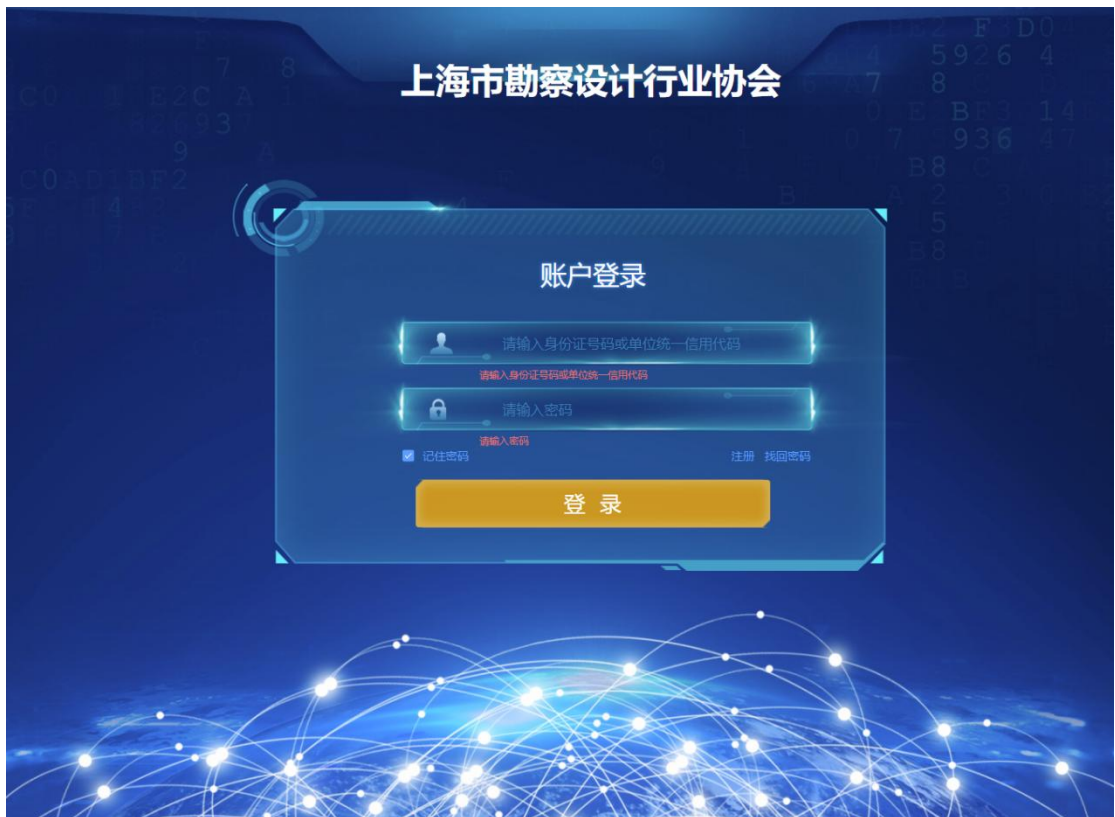 上海市勘察设计行业协会
账户登录
请输入身份证号码或单位统一信用代码
请输入身份证号码或单位统一信用代码
请输入密码
请输入密码
记住密码 注册 找回密码
登 录